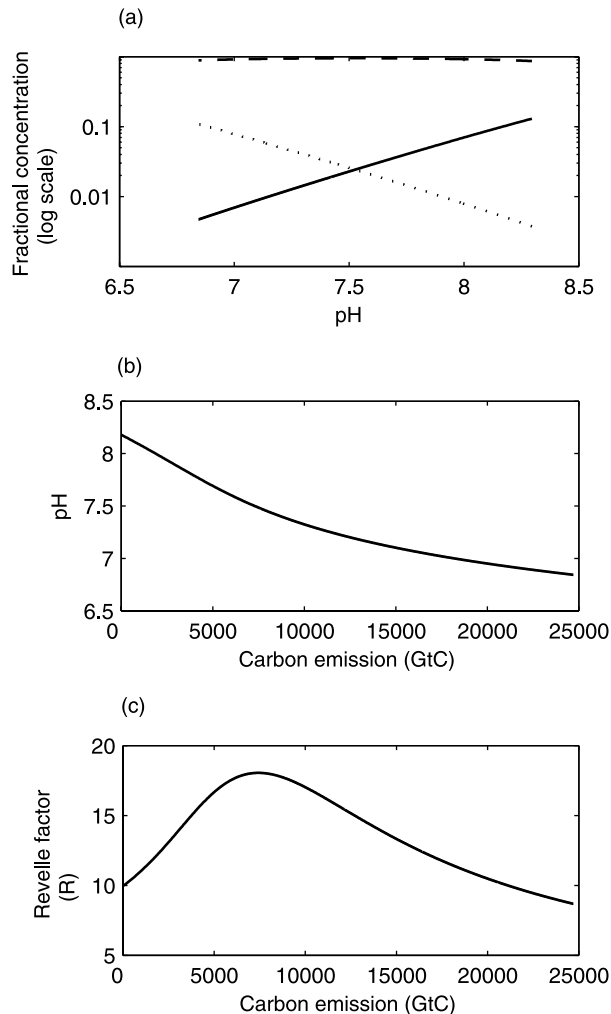 (a)
Fractional concentration
(log scale)
0.1
0.01
6.5 7 7.5 8 8.5
pH
(b)
pH
8.5
8
7.5
7
6.5
0 5000 10000 15000 20000 25000
Carbon emission (GtC)
(c)
Revelle factor
(R)
20
15
10
5
0 5000 10000 15000 20000 25000
Carbon emission (GtC)